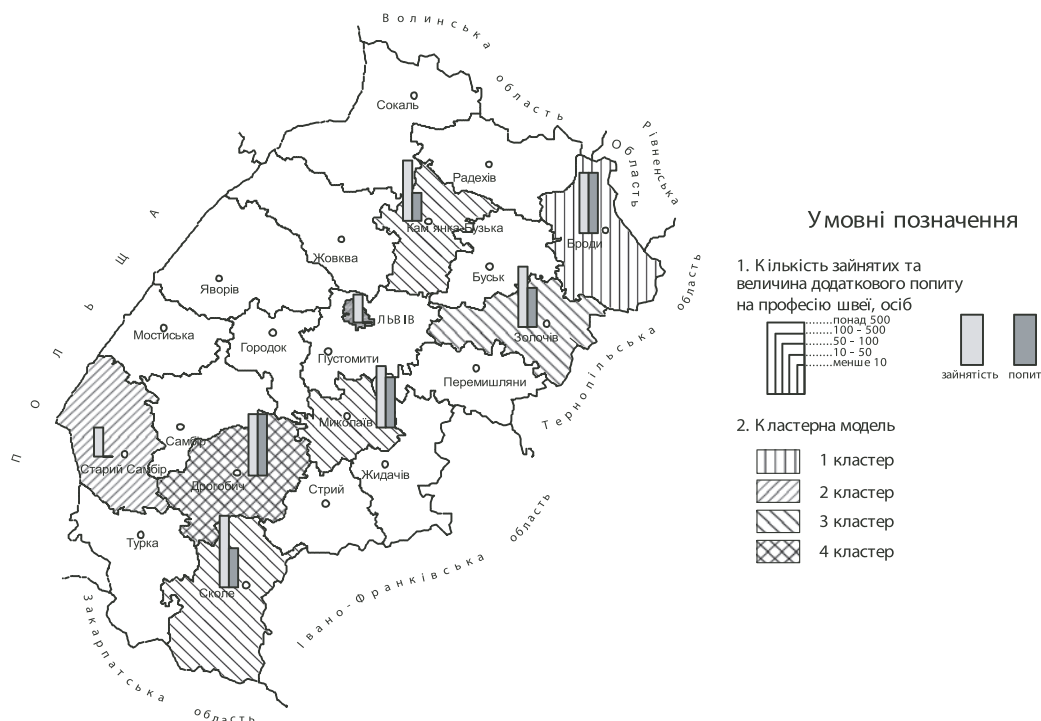 Волинська
область
Рівненська
Область
ПОЛЬЩА
Сокаль
Радехів
Кам'янка-Бузька
Броди
Жовква
Буськ
Яворів
ЛЬВІВ
Золочів
Мостиська
Городок
Пустомити
Перемишляни
Тернопільська область
Миколаїв
Самбір
Старий Самбір
Дрогобич
Жидачів
Стрий
Турка
Сколе
Івано-Франківська область
Закарпатська
область
Умовні позначення
1. Кількість зайнятих та
величина додаткового попиту
на професію швеї, осіб
понад 500
100 - 500
50 - 100
10 - 50
менше 10
зайнятість попит
2. Кластерна модель
1 кластер
2 кластер
3 кластер
4 кластер